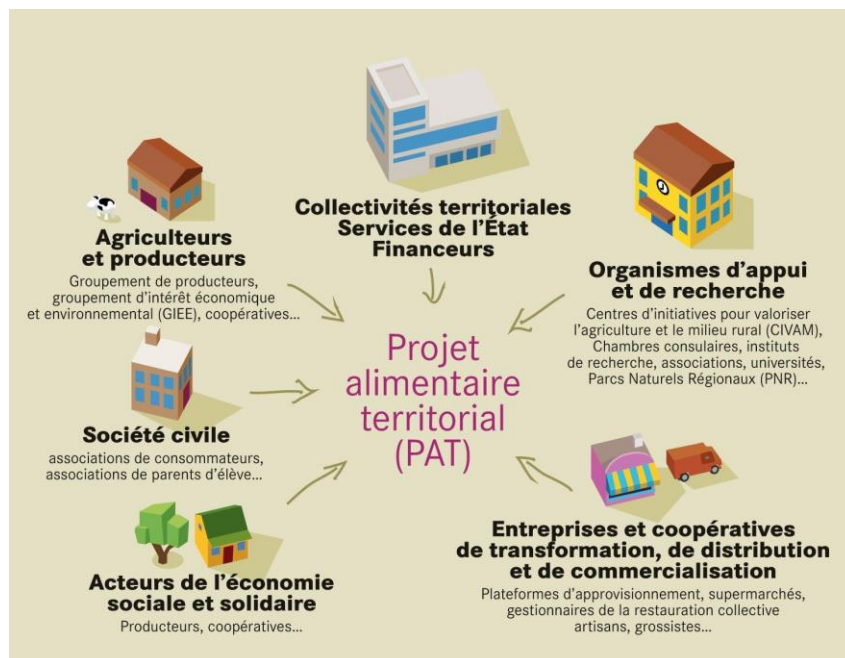 Collectivités territoriales
Services de l'État
Financeurs
Agriculteurs
et producteurs
Groupement de producteurs,
groupement d'intérêt économique
et environnemental (GIEE), coopératives...
Organismes d'appui
et de recherche
Centres d'initiatives pour valoriser
l'agriculture et le milieu rural (CIVAM),
Chambres consulaires, instituts
de recherche, associations, universités,
Parcs Naturels Régionaux (PNR)...
Projet
alimentaire
territorial
(PAT)
Société civile
associations de consommateurs,
associations de parents d'élève...
Acteurs de l'économie
sociale et solidaire
Producteurs, coopératives...
Entreprises et coopératives
de transformation, de distribution
et de commercialisation
Plateformes d'approvisionnement, supermarchés,
gestionnaires de la restauration collective
artisans, grossistes...